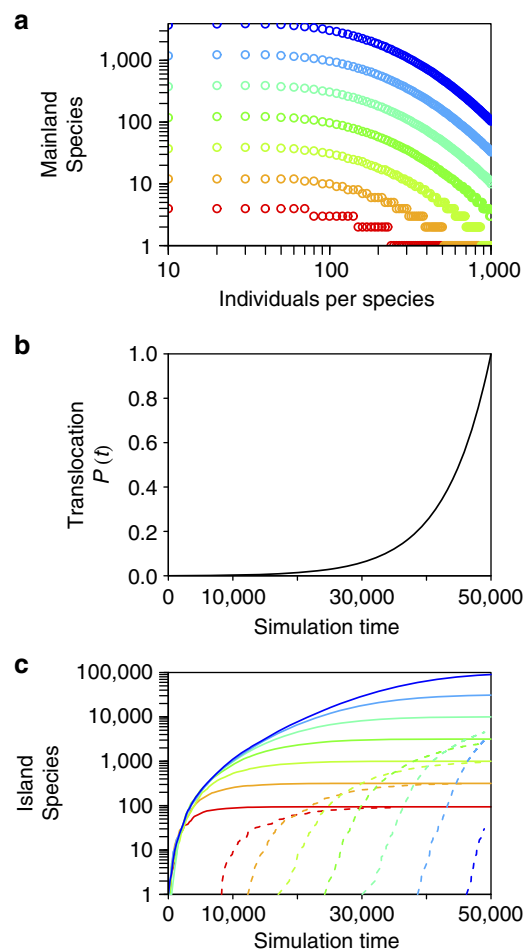 a
Mainland
Species
1,000
100
10
1
10
100
1,000
Individuals per species
b
Translocation
P (t)
1.0
0.8
0.6
0.4
0.2
0.0
0
10,000
30,000
50,000
Simulation time
c
Island
Species
100,000
10,000
1,000
100
10
1
0
10,000
30,000
50,000
Simulation time